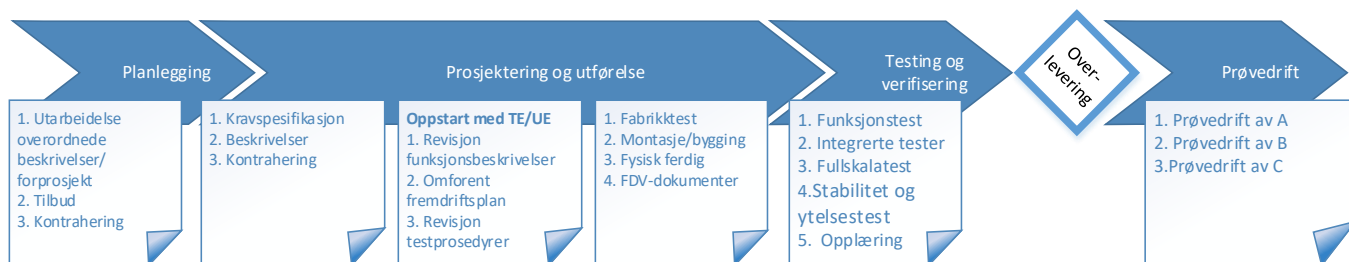 Planlegging
Prosjektering og utførelse
Testing og
verifisering
Over-
levering
Prøvedrift
1. Utarbeidelse
overordnede
beskrivelser/
forprosjekt
2. Tilbud
3. Kontrahering
1. Kravspesifikasjon
2. Beskrivelser
3. Kontrahering
Oppstart med TE/UE
1. Revisjon
funksjonsbeskrivelser
2. Omforent
fremdriftsplan
3. Revisjon
testprosedyrer
1. Fabrikktest
2. Montasje/bygging
3. Fysisk ferdig
4. FDV-dokumenter
1. Funksjonstest
2. Integrerte tester
3. Fullskalatest
4.Stabilitet og
ytelsestest
5. Opplæring
1. Prøvedrift av A
2. Prøvedrift av B
3.Prøvedrift av C